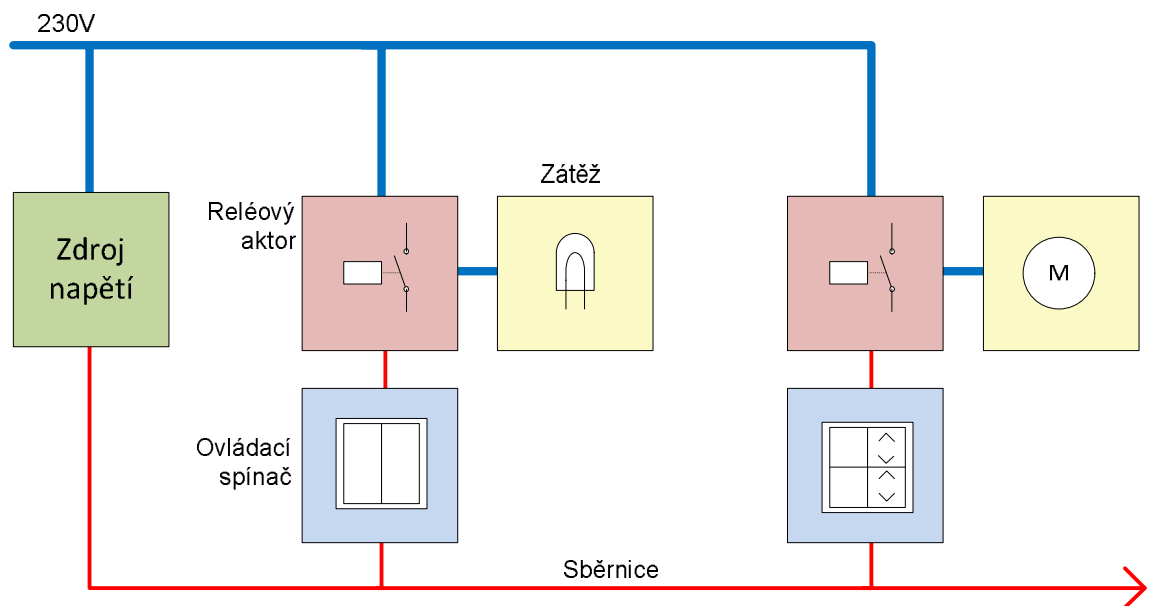 230V
Zdroj
napětí
Reléový
aktor
Zátěž
M
Ovládací
spínač
Sběrnice